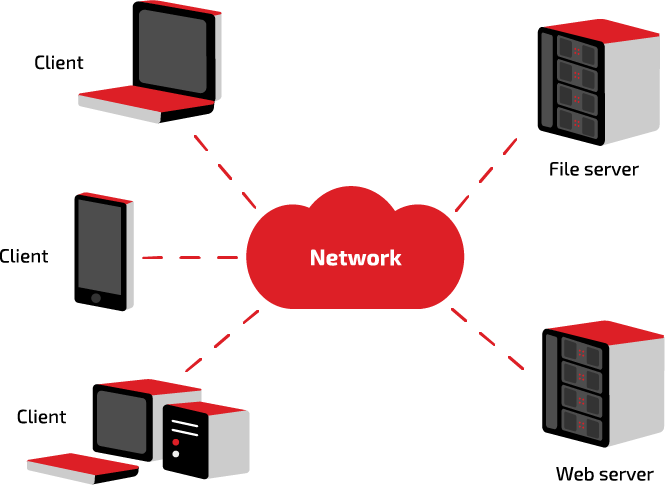 Client
File server
Client
Network
Client
Web server